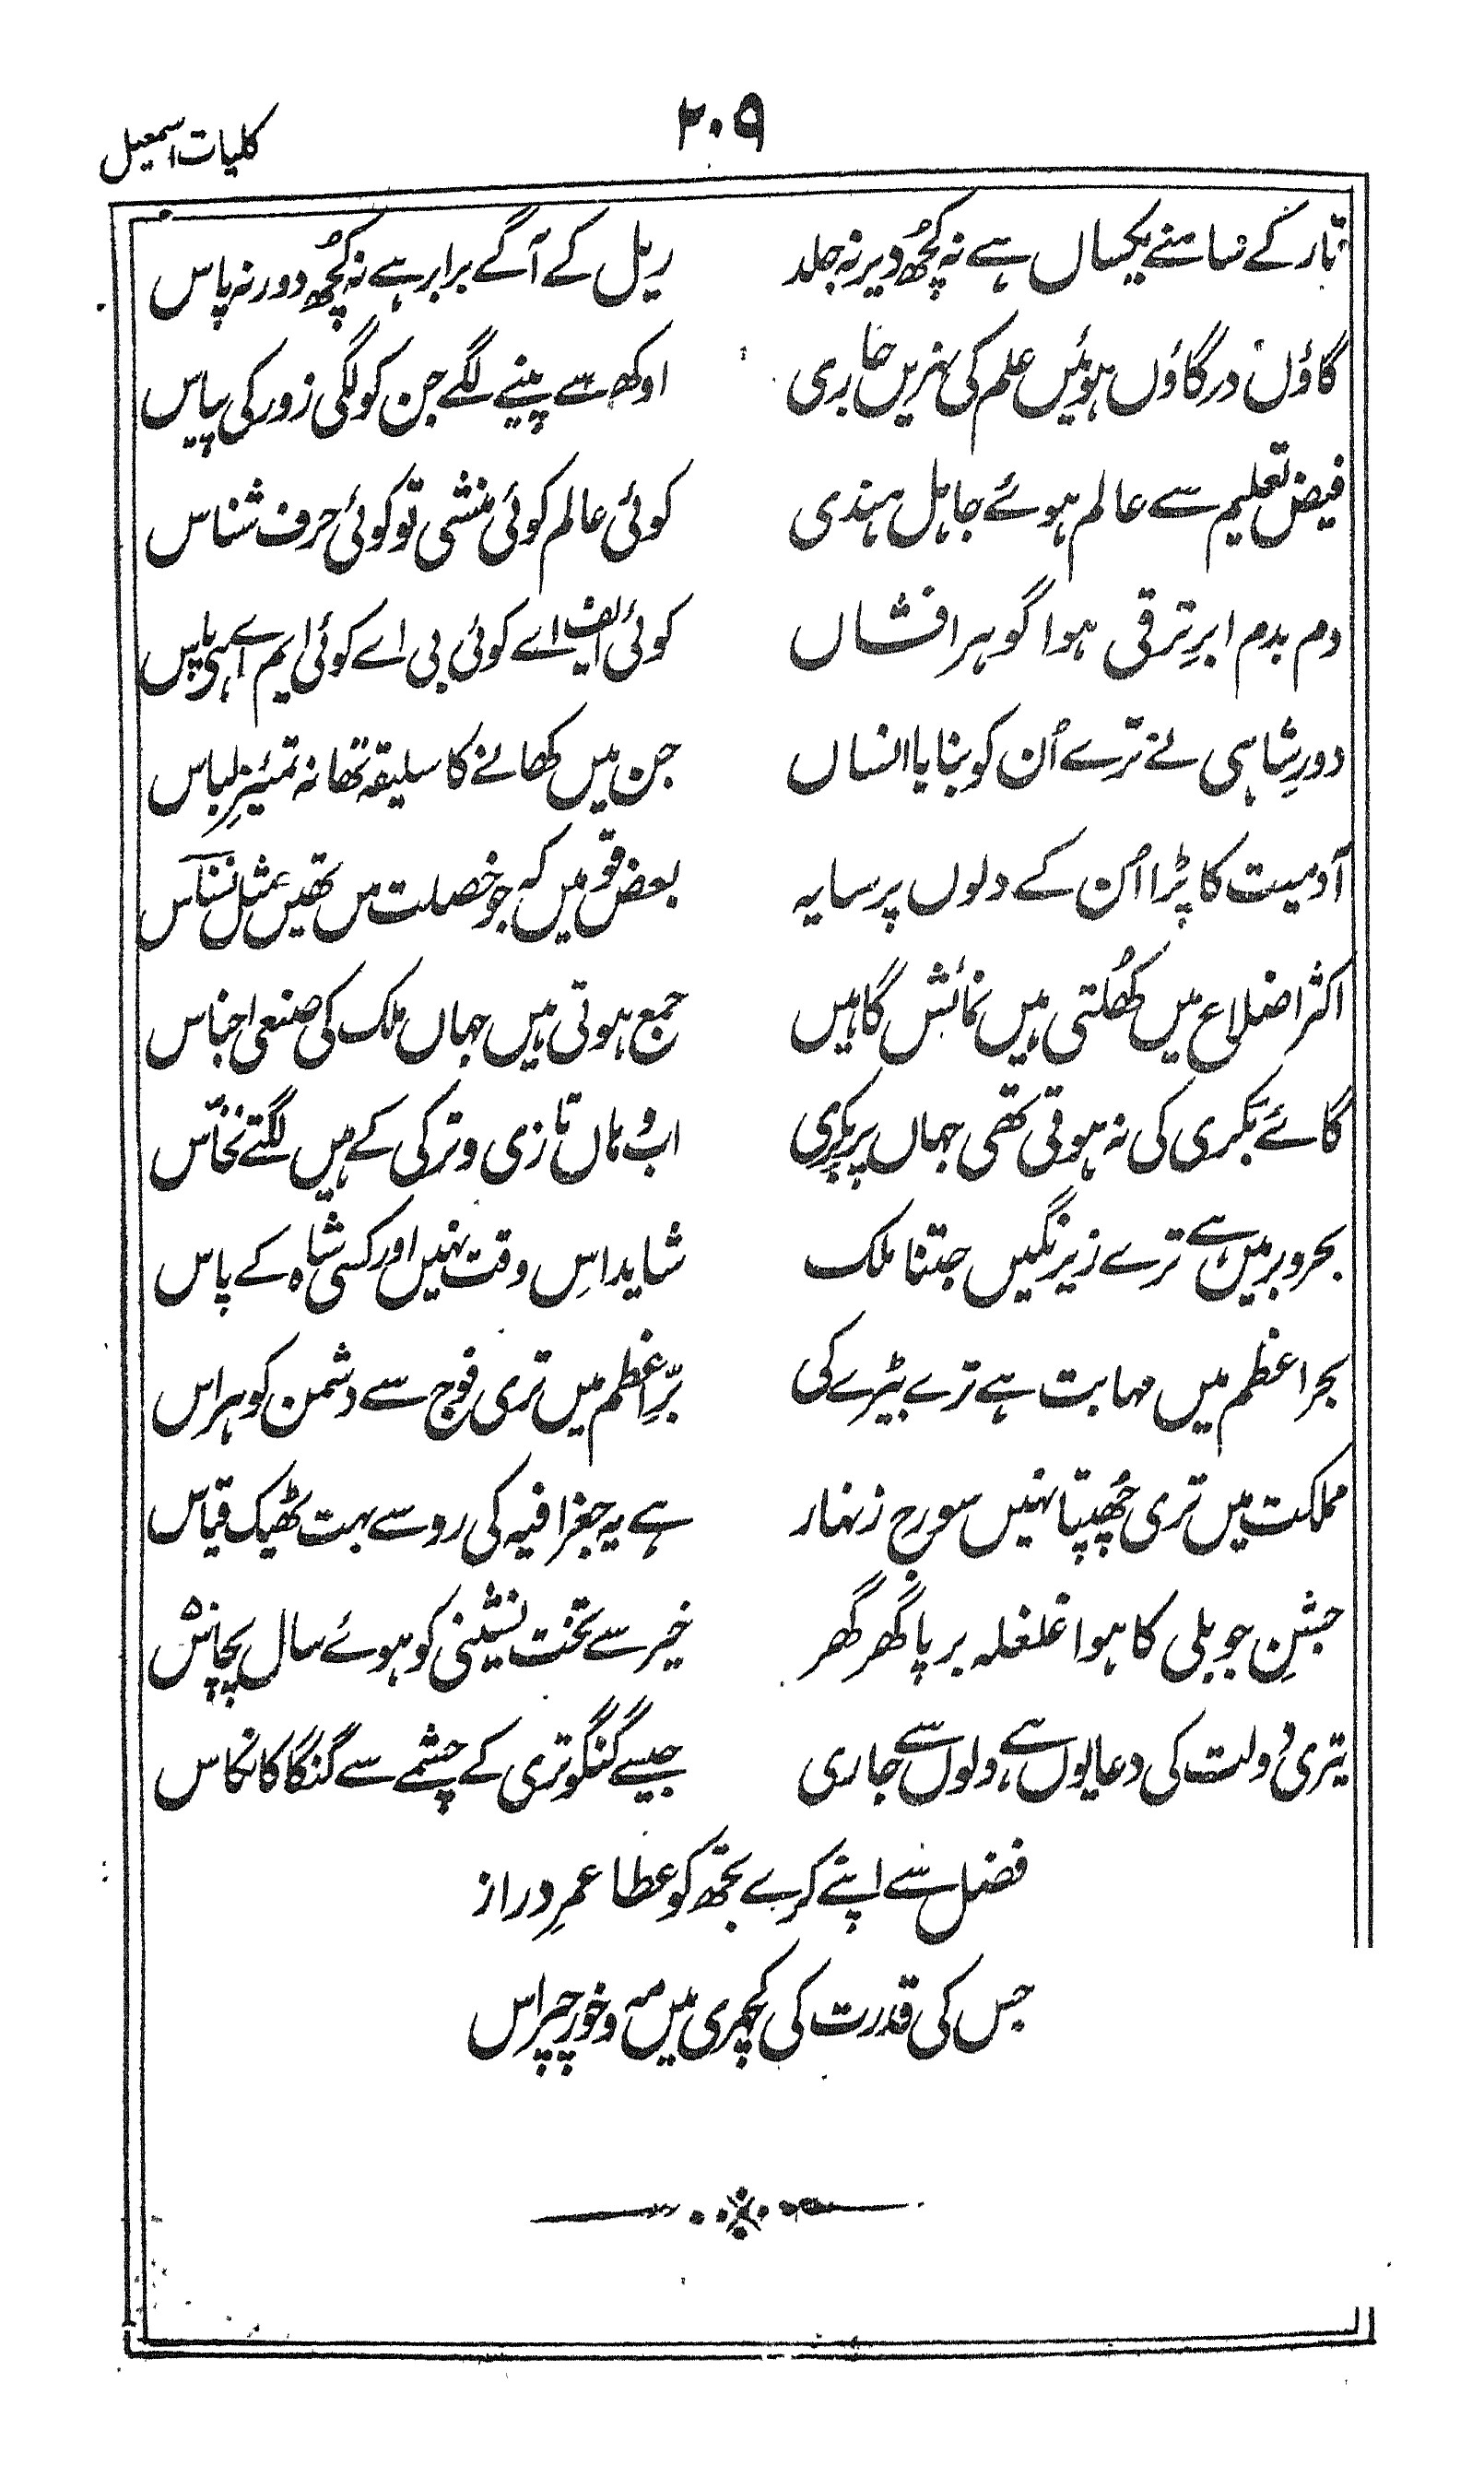 ۲۰۹
کلیات اسمعیل
تار کے سامنے یکساں ہے نہ کچھ دیر نہ جلد
ریل کے آگے برابر ہے نہ کچھ دور نہ پاس
گاؤں در گاؤں ہوئیں علم کی نہریں جاری
اوکھ سے پینے لگے جن کو لگی زور کی پیاس
فیض تعلیم سے عالم ہوئے جاہل ہندی
کوئی عالم کوئی منشی تو کوئی حرف شناس
دم بدم ابرِ ترقی ہوا گوہر افشاں
کوئی ایف اے کوئی بی اے کوئی ایم اے ہی پاس
دورِ شاہی نے ترے اُن کو بنایا انساں
جن میں کھانے کا سلیقہ تھا نہ تمیزِ لباس
آدمیت کا پڑا اُن کے دلوں پر سایہ
بعض قومیں کہ جو خصلت میں تھیں مثل نسناس
اکثر اضلاع میں کھُلتی ہیں نمائش گاہیں
جمع ہوتی ہیں جہاں ملک کی صنعی اجناس
گائے بکری کی نہ ہوتی تھی جہاں پر بکری
اب وہاں تازی و ترکی کے ہیں لگتے نخاس
بحر و بر میں ہے ترے زیر نگیں جتنا ملک
شاید اِس وقت نہیں اور کسی شاہ کے پاس
بحر اعظم میں مہابت ہے ترے بیڑے کی
برِّ اعظم میں تری فوج سے دشمن کو ہراس
مملکت میں تری چھُپتا نہیں سورج زنہار
ہے یہ جغرافیہ کی رو سے بہت ٹھیک قیاس
جشنِ جوبلی کا ہوا غلغلہ برپا گھر گھر
خیر سے تخت نشینی کو ہوئے سال پچاس
تیری دولت کی دعا یوں ہے دلوں سے جاری
جیسے گنگوتری کے چشمے سے گنگا کا نکاس
فضل سے اپنے کرے تجھ کو عطا عمرِ دراز
جس کی قدرت کی کچہری میں مہ و خور چپراس